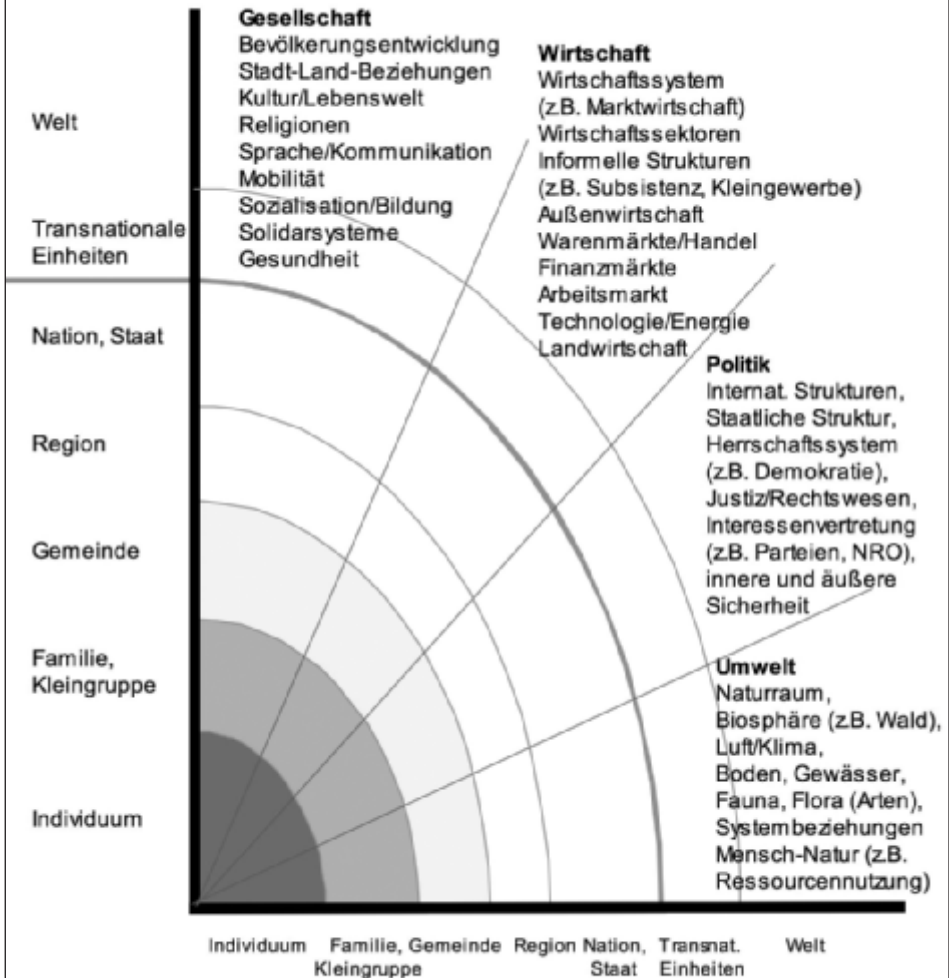 Gesellschaft
Bevölkerungsentwicklung
Stadt-Land-Beziehungen
Kultur/Lebenswelt
Religionen
Sprache/Kommunikation
Mobilität
Sozialisation/Bildung
Solidarsysteme
Gesundheit
Wirtschaft
Wirtschaftssystem
(z.B. Marktwirtschaft)
Wirtschaftssektoren
Informelle Strukturen
(z.B. Subsistenz, Kleingewerbe)
Außenwirtschaft
Warenmärkte/Handel
Finanzmärkte
Arbeitsmarkt
Technologie/Energie
Landwirtschaft
Politik
Internat. Strukturen,
Staatliche Struktur,
Herrschaftssystem
(z.B. Demokratie),
Justiz/Rechtswesen,
Interessenvertretung
(z.B. Parteien, NRO),
innere und äußere
Sicherheit
Umwelt
Naturraum,
Biosphäre (z.B. Wald),
Luft/Klima,
Boden, Gewässer,
Fauna, Flora (Arten),
Systembeziehungen
Mensch-Natur (z.B.
Ressourcennutzung)
Welt
Transnationale
Einheiten
Nation, Staat
Region
Gemeinde
Familie,
Kleingruppe
Individuum
Individuum
Familie,
Kleingruppe
Gemeinde
Region
Nation,
Staat
Transnat.
Einheiten
Welt